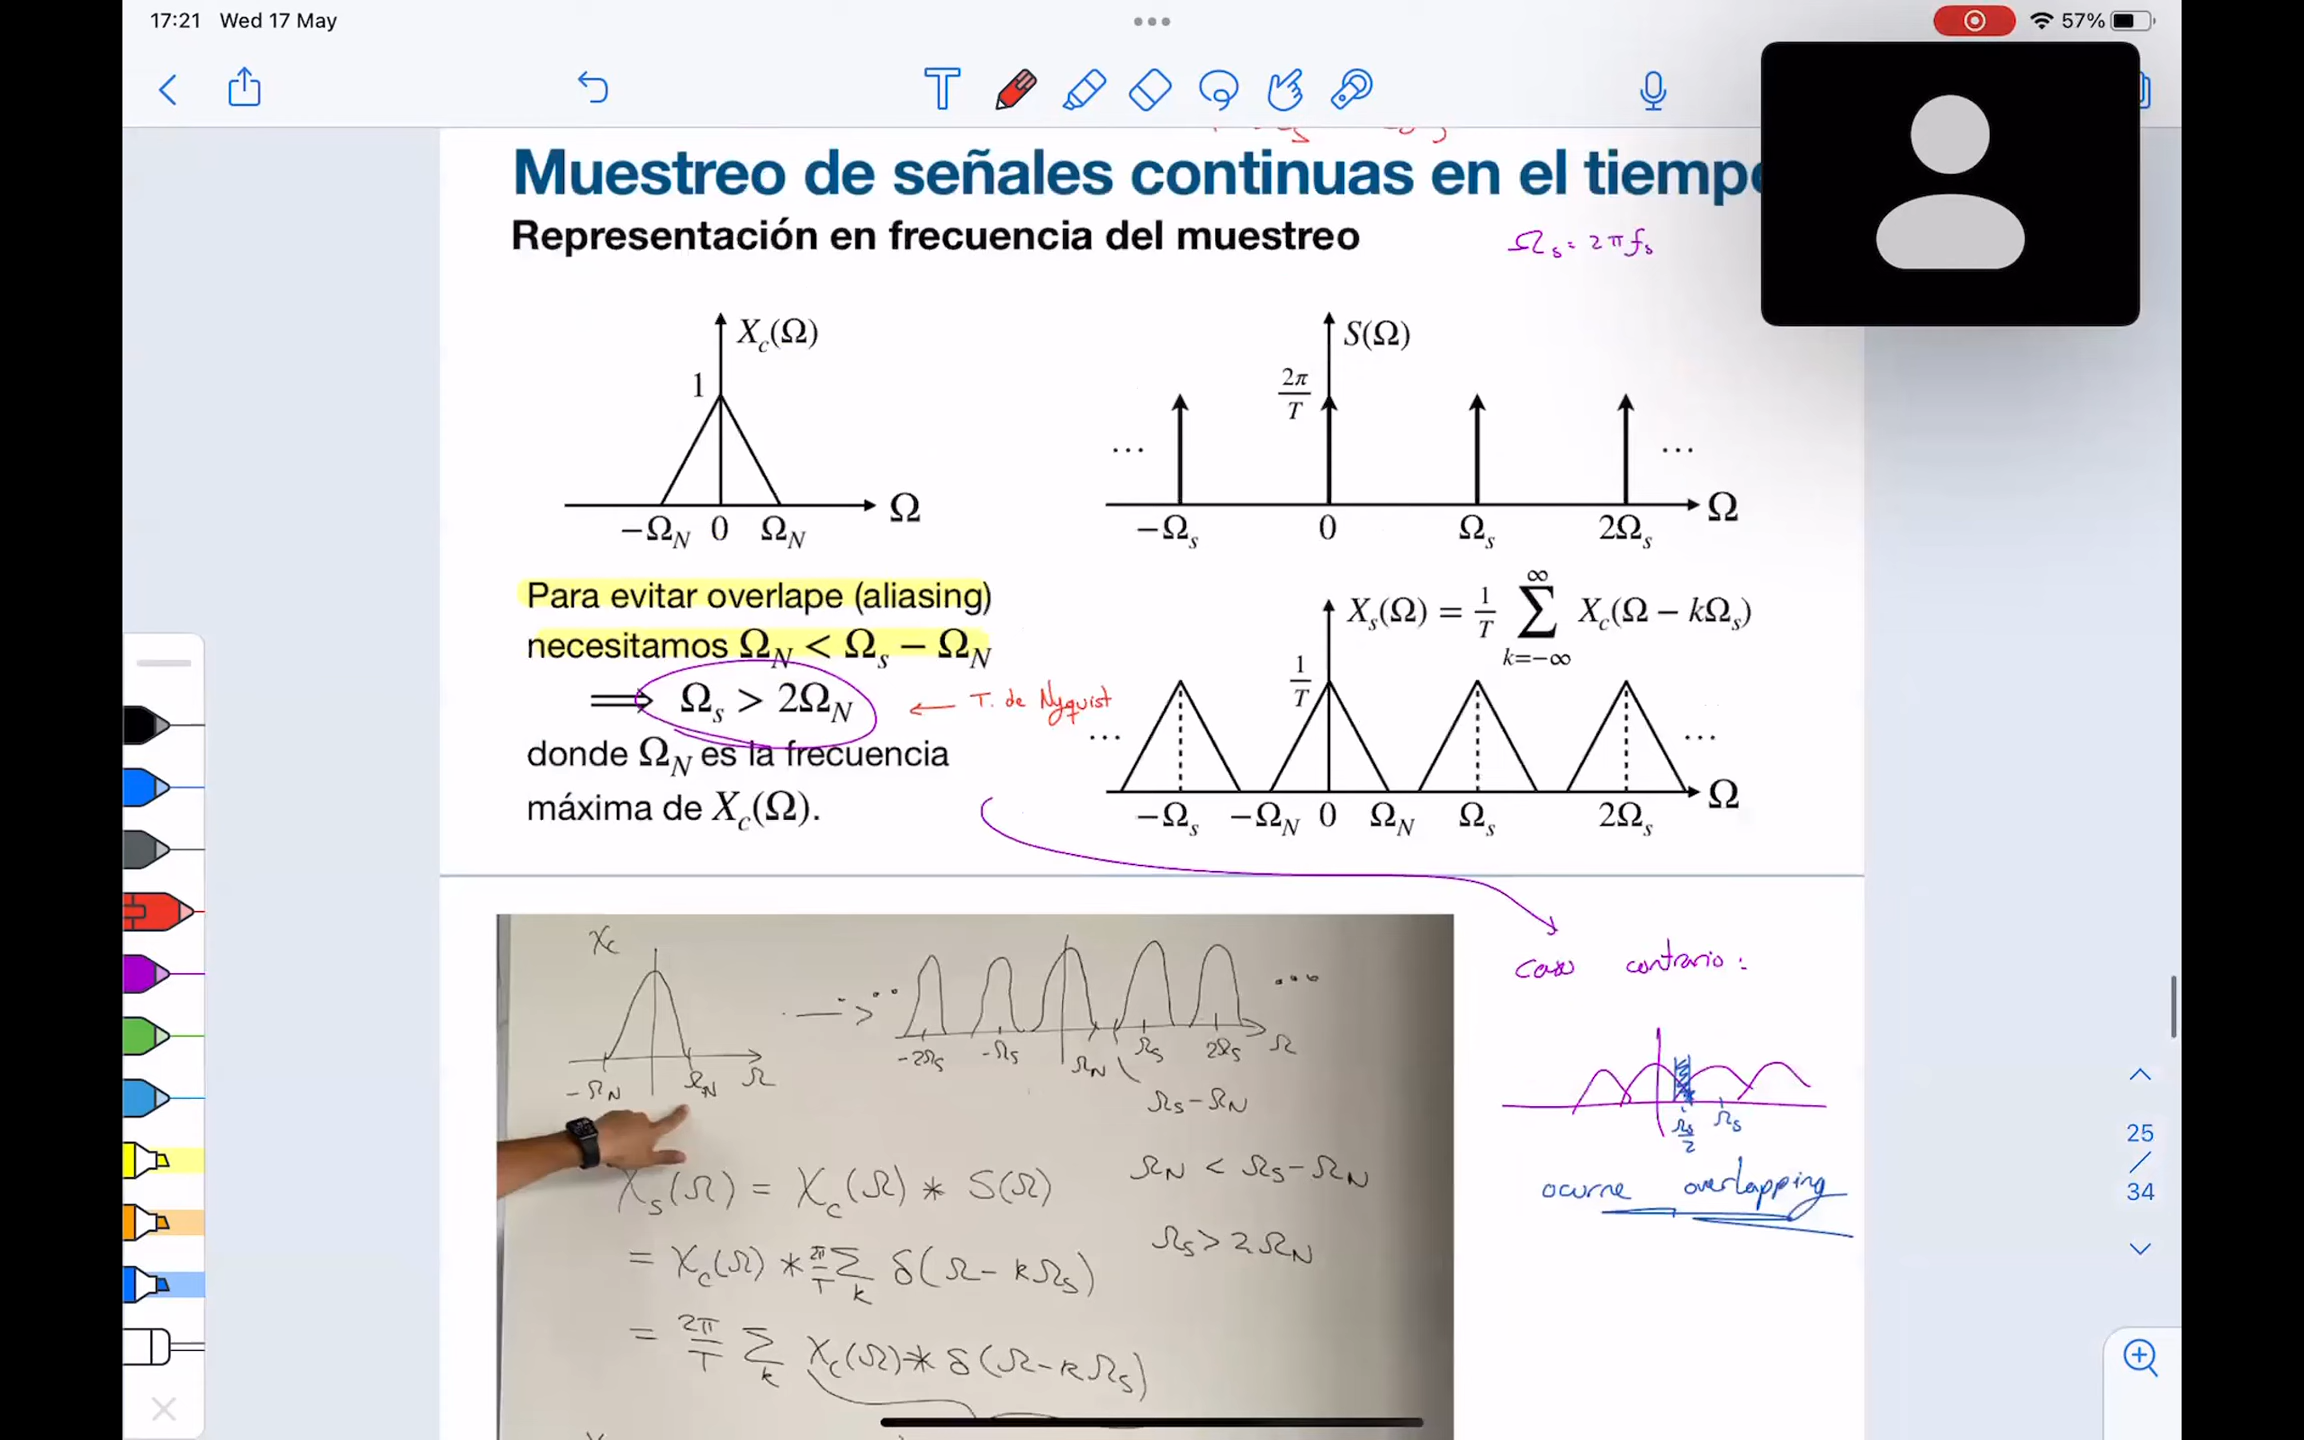 17:21 Wed 17 May
57%
T
Muestreo de señales continuas en el tiempo
Representación en frecuencia del muestreo
Ωs = 2πfs
Xc(Ω)
1
−ΩN 0 ΩN
Ω
S(Ω)
2π/T
... ...
−Ωs 0 Ωs 2Ωs
Ω
Para evitar overlape (aliasing)
necesitamos ΩN < Ωs − ΩN
⟹ Ωs > 2ΩN
← T. de Nyquist
donde ΩN es la frecuencia
máxima de Xc(Ω).
Xs(Ω) = 1/T ∑ k=−∞ ∞ Xc(Ω − kΩs)
1/T
... ...
−Ωs −ΩN 0 ΩN Ωs 2Ωs
Ω
Xc
−ΩN ΩN Ω
--> ... ...
−2Ωs −Ωs ΩN Ωs 2Ωs Ω
Ωs − ΩN
Xs(Ω) = Xc(Ω) * S(Ω)
= Xc(Ω) * 2π/T ∑k δ(Ω − kΩs)
= 2π/T ∑k Xc(Ω) * δ(Ω − kΩs)
ΩN < Ωs − ΩN
Ωs > 2ΩN
caso contrario:
Ωs/2 Ωs
ocurre overlapping
25
/
34